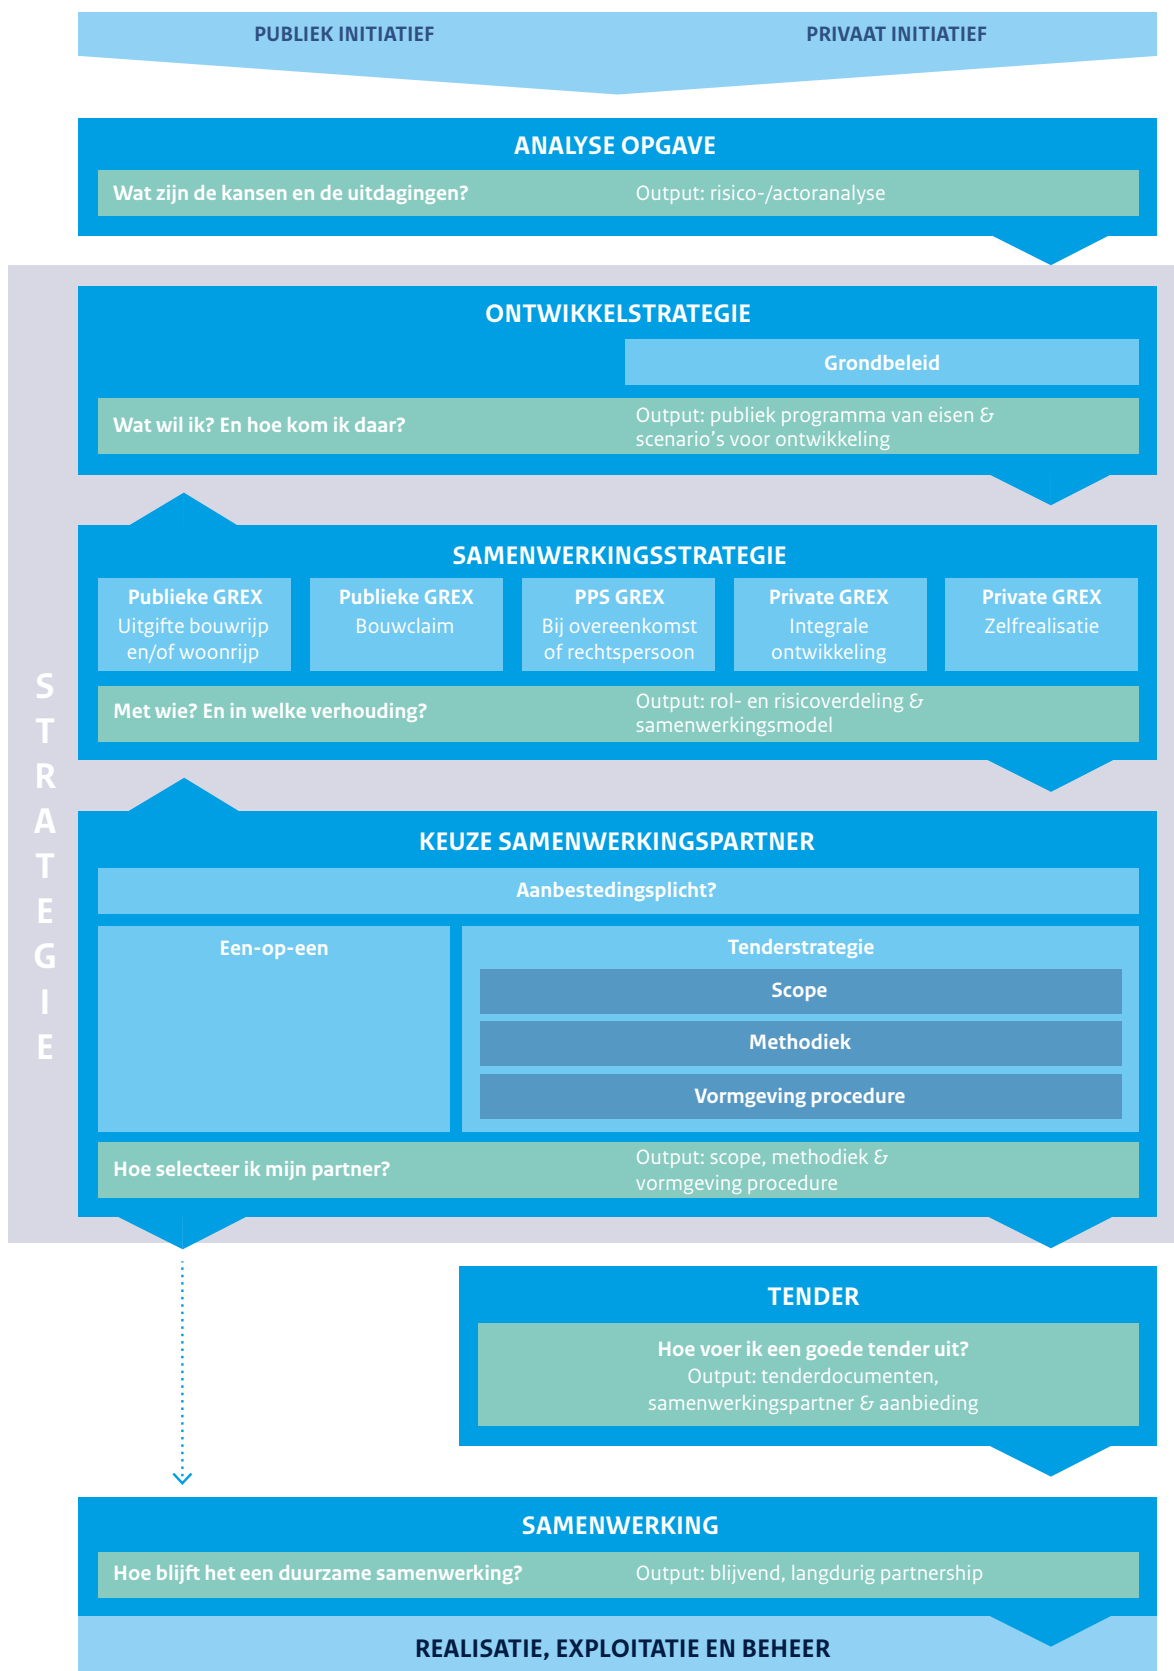 PUBLIEK INITIATIEF
PRIVAAT INITIATIEF
ANALYSE OPGAVE
Wat zijn de kansen en de uitdagingen?
Output: risico-/actoranalyse
STRATEGIE
ONTWIKKELSTRATEGIE
Grondbeleid
Wat wil ik? En hoe kom ik daar?
Output: publiek programma van eisen &
scenario's voor ontwikkeling
SAMENWERKINGSSTRATEGIE
Publieke GREX
Uitgifte bouwrijp
en/of woonrijp
Publieke GREX
Bouwclaim
PPS GREX
Bij overeenkomst
of rechtspersoon
Private GREX
Integrale
ontwikkeling
Private GREX
Zelfrealisatie
Met wie? En in welke verhouding?
Output: rol- en risicoverdeling &
samenwerkingsmodel
KEUZE SAMENWERKINGSPARTNER
Aanbestedingsplicht?
Een-op-een
Tenderstrategie
Scope
Methodiek
Vormgeving procedure
Hoe selecteer ik mijn partner?
Output: scope, methodiek &
vormgeving procedure
TENDER
Hoe voer ik een goede tender uit?
Output: tenderdocumenten,
samenwerkingspartner & aanbieding
SAMENWERKING
Hoe blijft het een duurzame samenwerking?
Output: blijvend, langdurig partnership
REALISATIE, EXPLOITATIE EN BEHEER